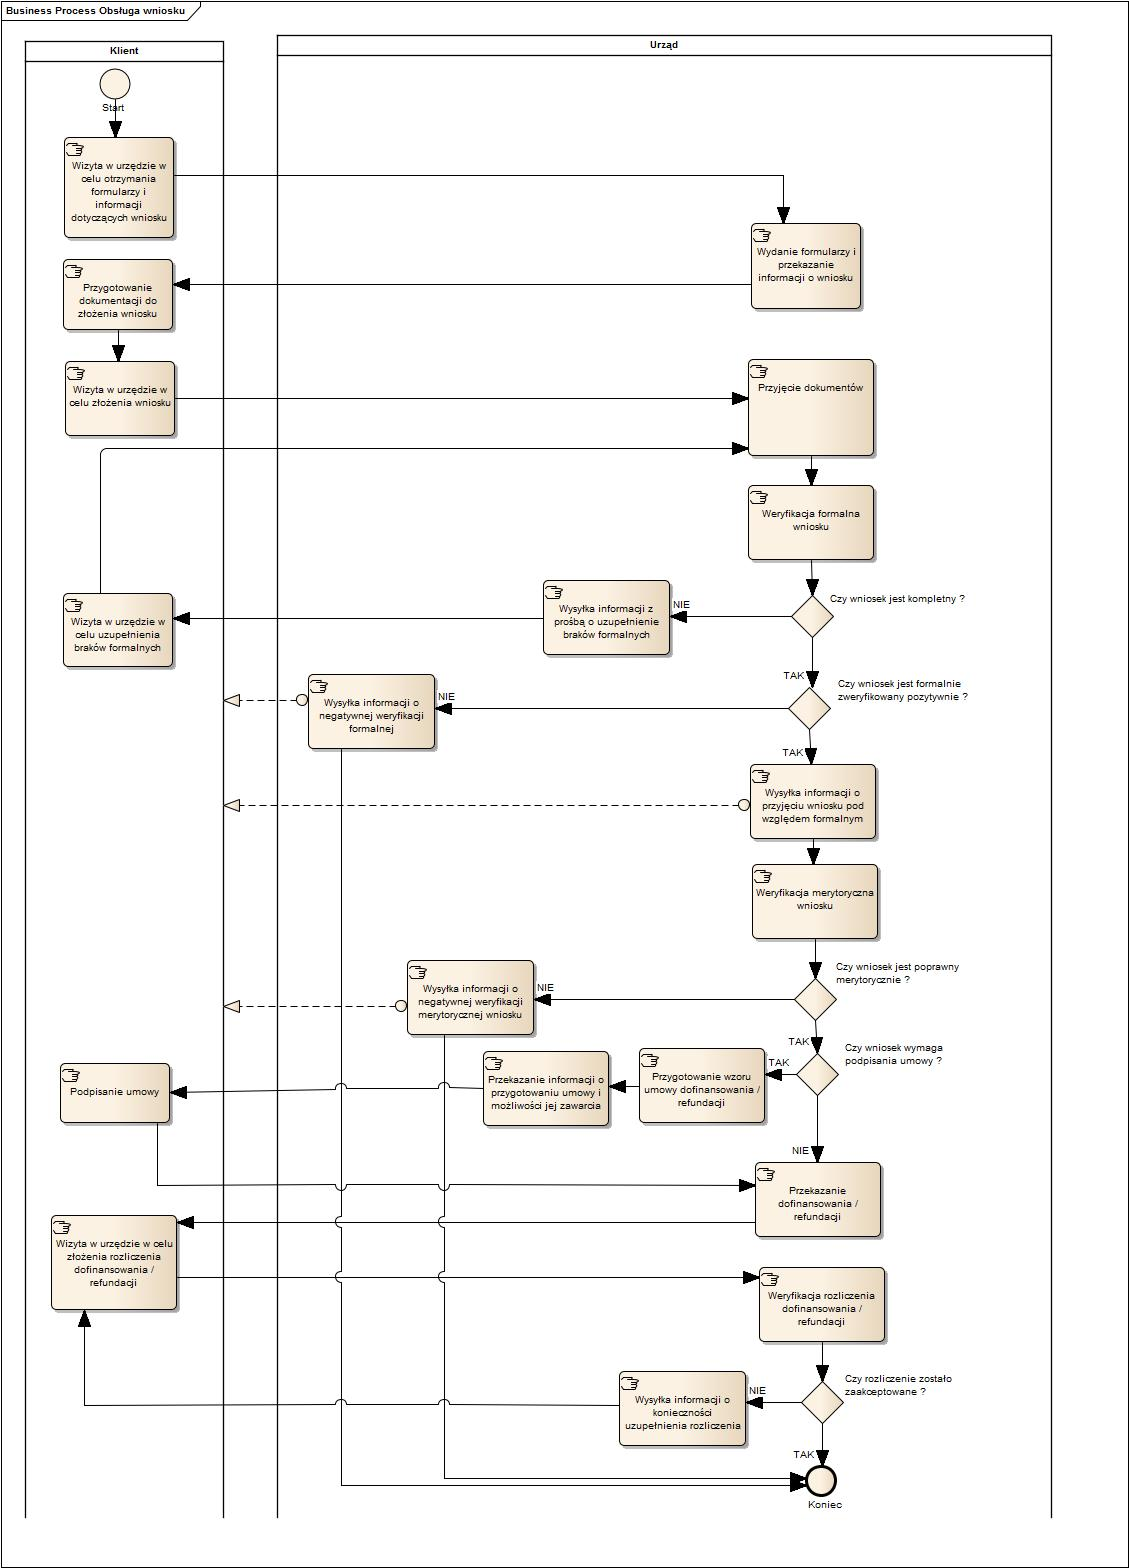 Business Process Obsługa wniosku
Klient
Urząd
Start
Wizyta w urzędzie w
celu otrzymania
formularzy i
informacji
dotyczących wniosku
Wydanie formularzy i
przekazanie
informacji o wniosku
Przygotowanie
dokumentacji do
złożenia wniosku
Wizyta w urzędzie w
celu złożenia wniosku
Przyjęcie dokumentów
Weryfikacja formalna
wniosku
Czy wniosek jest kompletny ?
NIE
Wysyłka informacji z
prośbą o uzupełnienie
braków formalnych
Wizyta w urzędzie w
celu uzupełnienia
braków formalnych
TAK
Czy wniosek jest formalnie
zweryfikowany pozytywnie ?
NIE
Wysyłka informacji o
negatywnej weryfikacji
formalnej
TAK
Wysyłka informacji o
przyjęciu wniosku pod
względem formalnym
Weryfikacja merytoryczna
wniosku
Czy wniosek jest poprawny
merytorycznie ?
NIE
Wysyłka informacji o
negatywnej weryfikacji
merytorycznej wniosku
TAK
Czy wniosek wymaga
podpisania umowy ?
TAK
Przygotowanie wzoru
umowy dofinansowania /
refundacji
Przekazanie informacji o
przygotowaniu umowy i
możliwości jej zawarcia
Podpisanie umowy
NIE
Przekazanie
dofinansowania /
refundacji
Wizyta w urzędzie w celu
złożenia rozliczenia
dofinansowania /
refundacji
Weryfikacja rozliczenia
dofinansowania /
refundacji
Czy rozliczenie zostało
zaakceptowane ?
NIE
Wysyłka informacji o
konieczności
uzupełnienia rozliczenia
TAK
Koniec